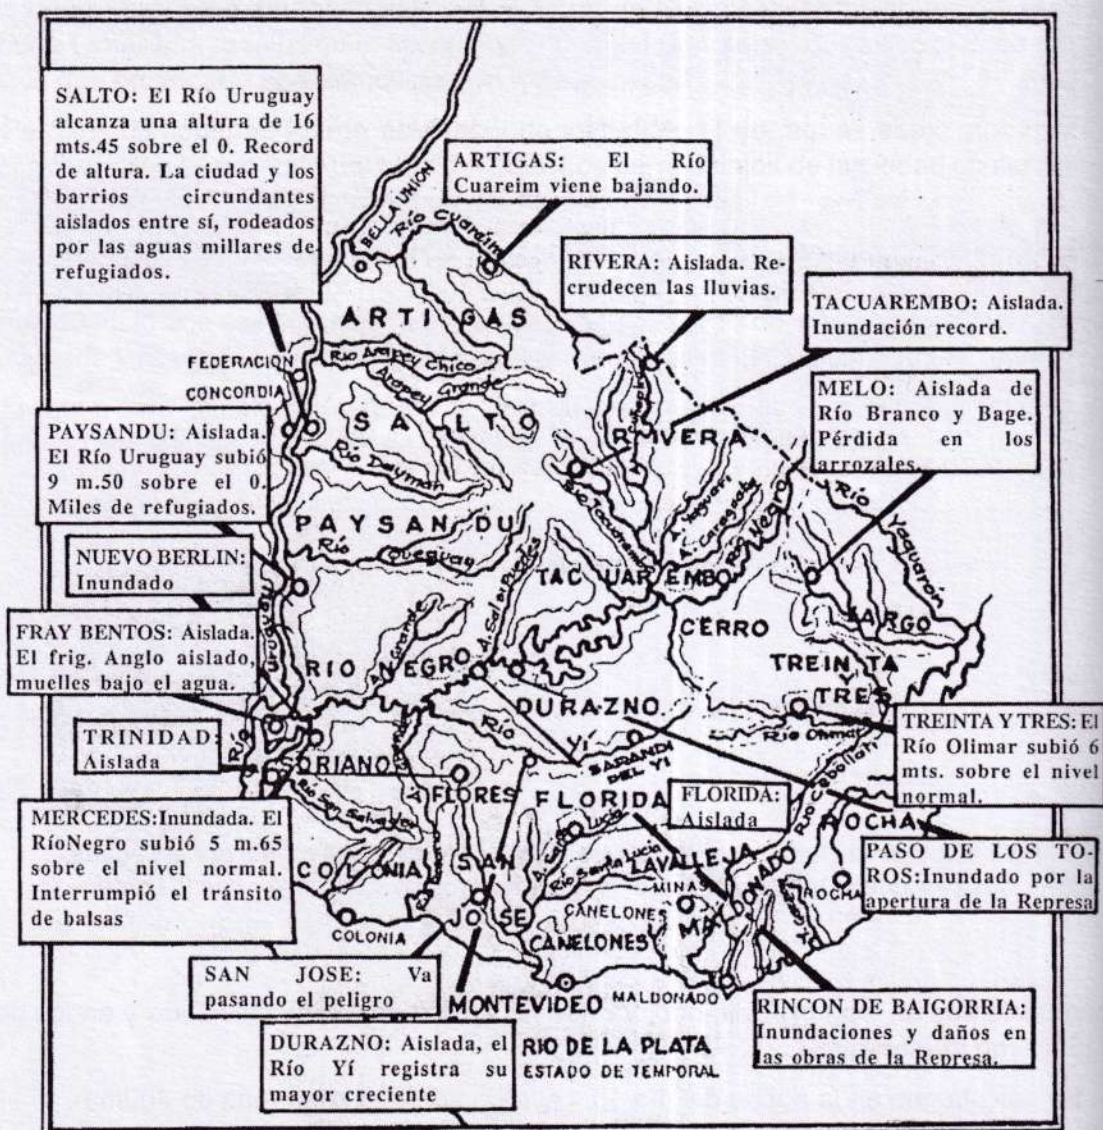 SALTO: El Río Uruguay
alcanza una altura de 16
mts.45 sobre el 0. Record
de altura. La ciudad y los
barrios circundantes
aislados entre sí, rodeados
por las aguas millares de
refugiados.
ARTIGAS: El Río
Cuareim viene bajando.
RIVERA: Aislada. Re-
crudecen las lluvias.
TACUAREMBO: Aislada.
Inundación record.
MELO: Aislada de
Río Branco y Bage.
Pérdida en los
arrozales.
PAYSANDU: Aislada.
El Río Uruguay subió
9 m.50 sobre el 0.
Miles de refugiados.
NUEVO BERLIN:
Inundado
FRAY BENTOS: Aislada.
El frig. Anglo aislado,
muelles bajo el agua.
TRINIDAD:
Aislada
MERCEDES:Inundada. El
RíoNegro subió 5 m.65
sobre el nivel normal.
Interrumpió el tránsito
de balsas
SAN JOSE: Va
pasando el peligro
DURAZNO: Aislada, el
Río Yí registra su
mayor creciente
FLORIDA:
Aislada
TREINTA Y TRES: El
Río Olimar subió 6
mts. sobre el nivel
normal.
PASO DE LOS TO-
ROS:Inundado por la
apertura de la Represa
RINCON DE BAIGORRIA:
Inundaciones y daños en
las obras de la Represa.
BELLA UNION
Río Cuareim
ARTIGAS
FEDERACION
CONCORDIA
Río Arapey Chico
Arapey Grande
SALTO
Río Dayman
RIVERA
PAYSANDU
Río Queguay
Río Tacuarembo
A. Yaguari
A. Caraguata
Río Negro
Río Yaguarón
TACUAREMBO
A. Salsipuedes
CERRO
LARGO
Río Uruguay
RIO NEGRO
A. Grande
TREINTA
Y
TRES
DURAZNO
Río Olimar
Río Cebollati
Río
Yi
SARANDI
DEL YI
SORIANO
Río San Salvador
FLORES
FLORIDA
ROCHA
COLONIA
SAN
JOSE
Río Santa Lucia
LAVALLEJA
MINAS
CANELONES
CANELONES
MALDONADO
ROCHA
COLONIA
MONTEVIDEO
MALDONADO
RIO DE LA PLATA
ESTADO DE TEMPORAL